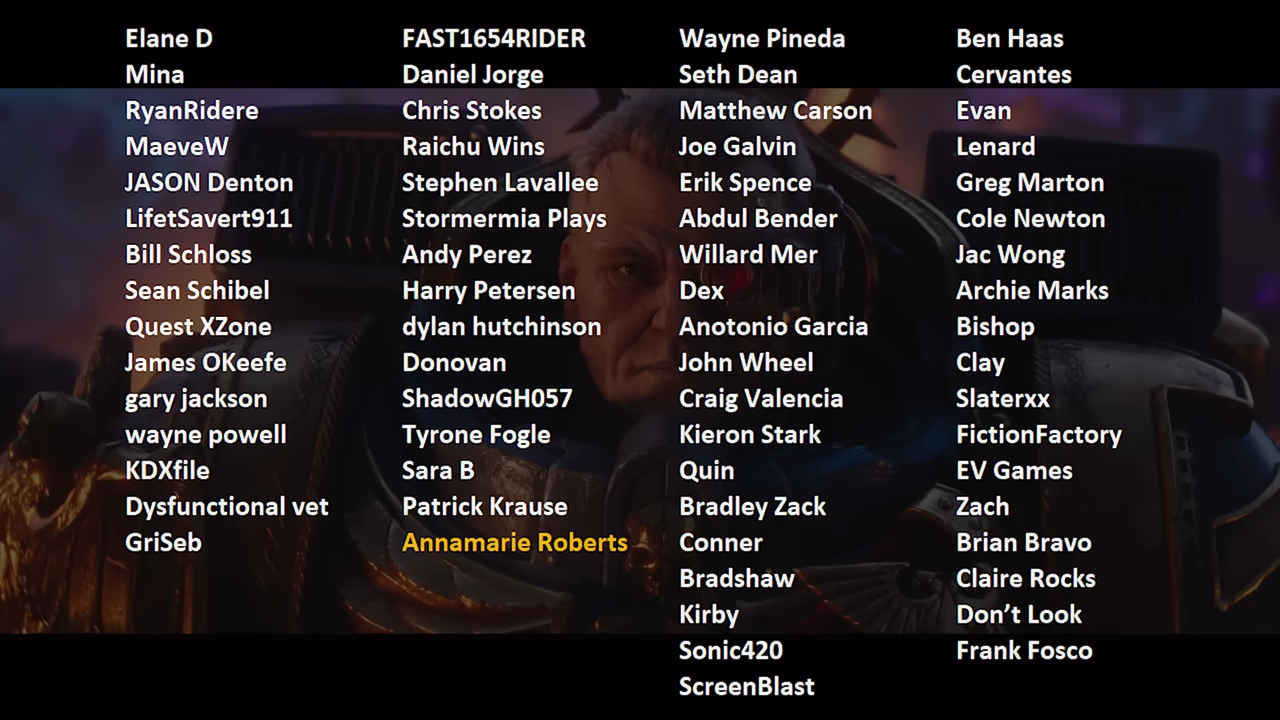 Elane D
Mina
RyanRidere
MaeveW
JASON Denton
LifetSavert911
Bill Schloss
Sean Schibel
Quest XZone
James OKeefe
gary jackson
wayne powell
KDXfile
Dysfunctional vet
GriSeb
FAST1654RIDER
Daniel Jorge
Chris Stokes
Raichu Wins
Stephen Lavallee
Stormermia Plays
Andy Perez
Harry Petersen
dylan hutchinson
Donovan
ShadowGH057
Tyrone Fogle
Sara B
Patrick Krause
Annamarie Roberts
Wayne Pineda
Seth Dean
Matthew Carson
Joe Galvin
Erik Spence
Abdul Bender
Willard Mer
Dex
Anotonio Garcia
John Wheel
Craig Valencia
Kieron Stark
Quin
Bradley Zack
Conner
Bradshaw
Kirby
Sonic420
ScreenBlast
Ben Haas
Cervantes
Evan
Lenard
Greg Marton
Cole Newton
Jac Wong
Archie Marks
Bishop
Clay
Slaterxx
FictionFactory
EV Games
Zach
Brian Bravo
Claire Rocks
Don’t Look
Frank Fosco